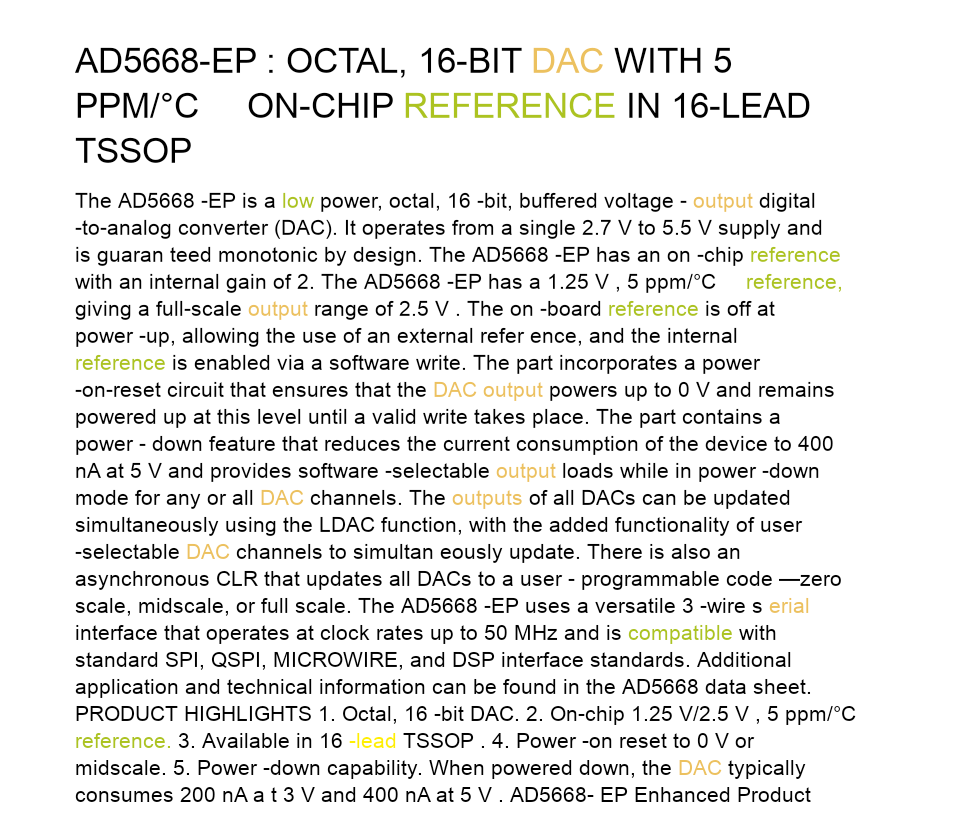 AD5668-EP : OCTAL, 16-BIT DAC WITH 5
PPM/°C ON-CHIP REFERENCE IN 16-LEAD
TSSOP
The AD5668 -EP is a low power, octal, 16 -bit, buffered voltage - output digital
-to-analog converter (DAC). It operates from a single 2.7 V to 5.5 V supply and
is guaran teed monotonic by design. The AD5668 -EP has an on -chip reference
with an internal gain of 2. The AD5668 -EP has a 1.25 V , 5 ppm/°C reference,
giving a full-scale output range of 2.5 V . The on -board reference is off at
power -up, allowing the use of an external refer ence, and the internal
reference is enabled via a software write. The part incorporates a power
-on-reset circuit that ensures that the DAC output powers up to 0 V and remains
powered up at this level until a valid write takes place. The part contains a
power - down feature that reduces the current consumption of the device to 400
nA at 5 V and provides software -selectable output loads while in power -down
mode for any or all DAC channels. The outputs of all DACs can be updated
simultaneously using the LDAC function, with the added functionality of user
-selectable DAC channels to simultan eously update. There is also an
asynchronous CLR that updates all DACs to a user - programmable code —zero
scale, midscale, or full scale. The AD5668 -EP uses a versatile 3 -wire s erial
interface that operates at clock rates up to 50 MHz and is compatible with
standard SPI, QSPI, MICROWIRE, and DSP interface standards. Additional
application and technical information can be found in the AD5668 data sheet.
PRODUCT HIGHLIGHTS 1. Octal, 16 -bit DAC. 2. On-chip 1.25 V/2.5 V , 5 ppm/°C
reference. 3. Available in 16 -lead TSSOP . 4. Power -on reset to 0 V or
midscale. 5. Power -down capability. When powered down, the DAC typically
consumes 200 nA a t 3 V and 400 nA at 5 V . AD5668- EP Enhanced Product